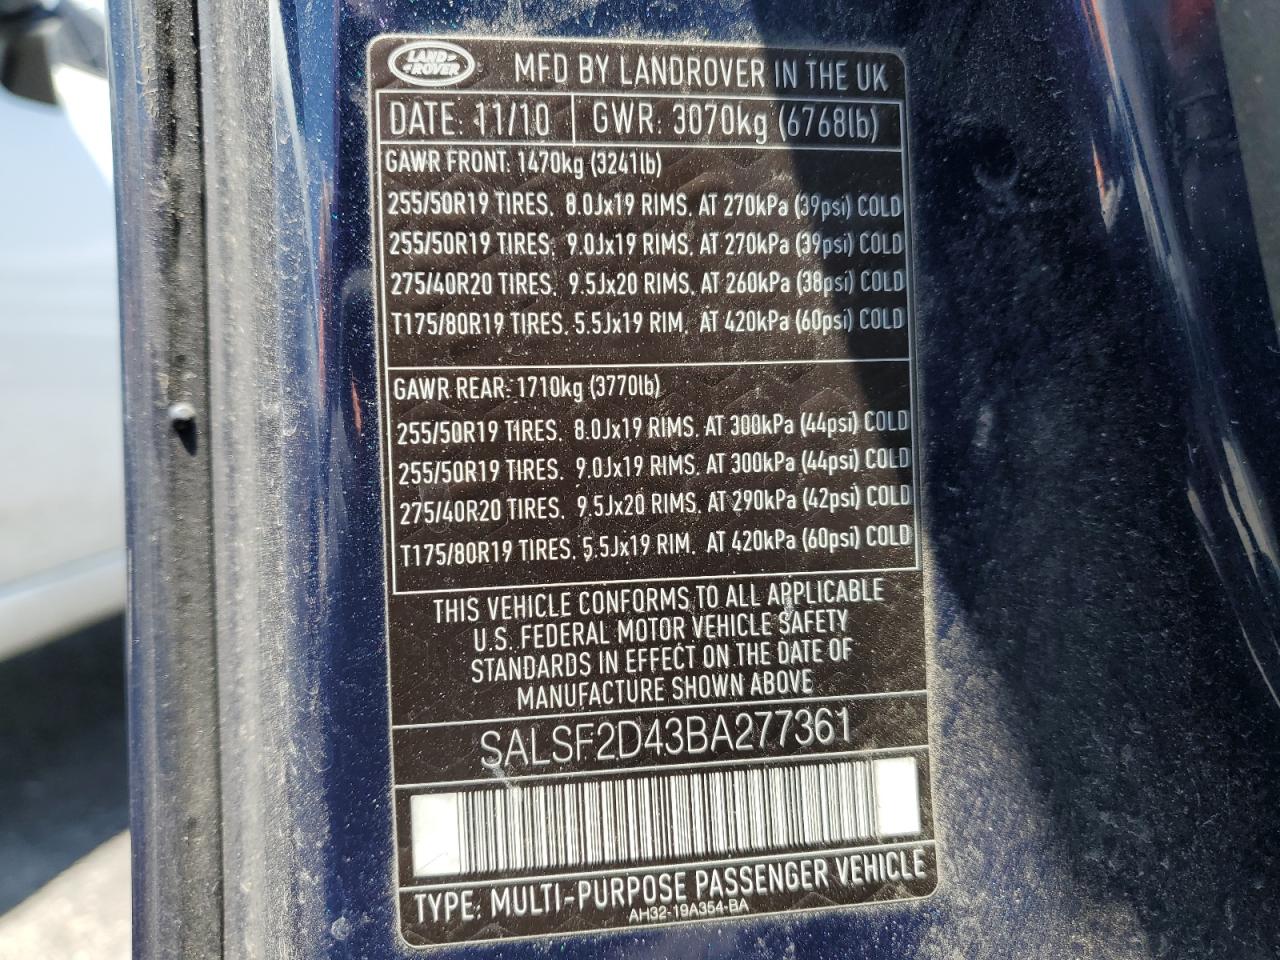 LAND ROVER
MFD BY LANDROVER IN THE UK
DATE: 11/10 GWR: 3070kg (6768lb)
GAWR FRONT: 1470kg (3241lb)
255/50R19 TIRES, 8.0Jx19 RIMS, AT 270kPa (39psi) COLD
255/50R19 TIRES, 9.0Jx19 RIMS, AT 270kPa (39psi) COLD
275/40R20 TIRES, 9.5Jx20 RIMS, AT 260kPa (38psi) COLD
T175/80R19 TIRES, 5.5Jx19 RIM, AT 420kPa (60psi) COLD
GAWR REAR: 1710kg (3770lb)
255/50R19 TIRES, 8.0Jx19 RIMS, AT 300kPa (44psi) COLD
255/50R19 TIRES, 9.0Jx19 RIMS, AT 300kPa (44psi) COLD
275/40R20 TIRES, 9.5Jx20 RIMS, AT 290kPa (42psi) COLD
T175/80R19 TIRES, 5.5Jx19 RIM, AT 420kPa (60psi) COLD
THIS VEHICLE CONFORMS TO ALL APPLICABLE
U.S. FEDERAL MOTOR VEHICLE SAFETY
STANDARDS IN EFFECT ON THE DATE OF
MANUFACTURE SHOWN ABOVE
SALSF2D43BA277361
TYPE: MULTI-PURPOSE PASSENGER VEHICLE
AH32-19A354-BA